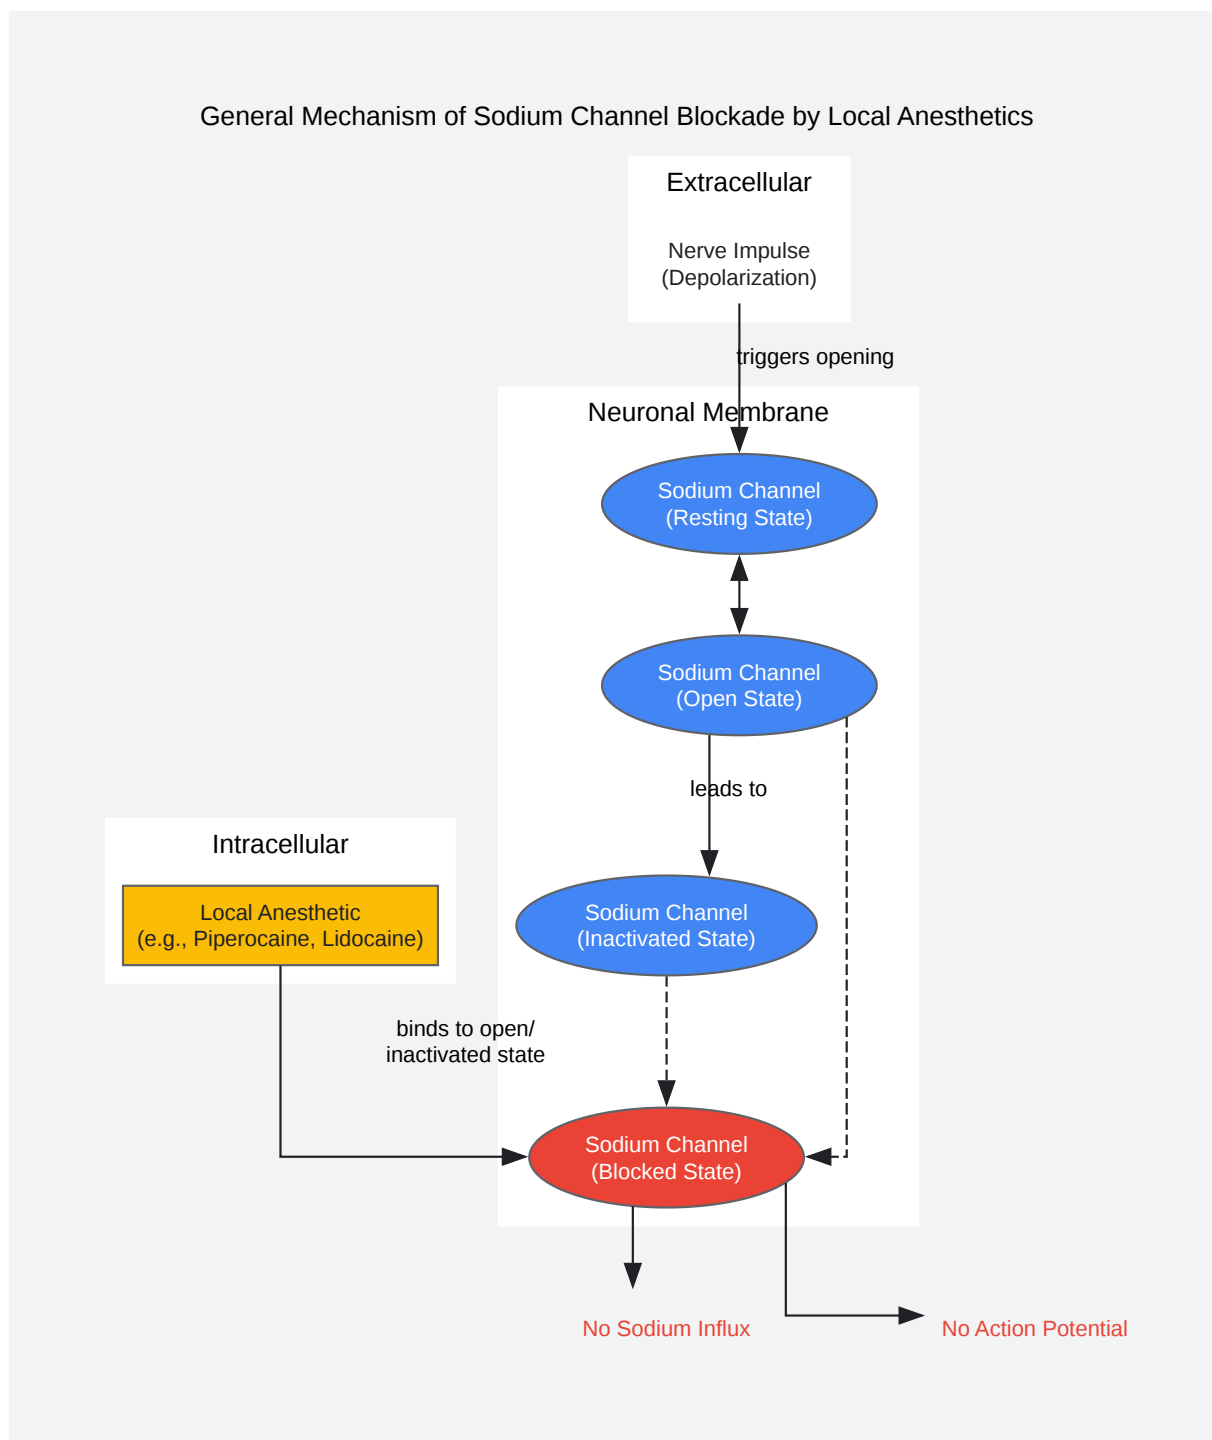 General Mechanism of Sodium Channel Blockade by Local Anesthetics
Extracellular
Nerve Impulse
(Depolarization)
triggers opening
Neuronal Membrane
Sodium Channel
(Resting State)
Sodium Channel
(Open State)
leads to
Intracellular
Local Anesthetic
(e.g., Piperocaine, Lidocaine)
Sodium Channel
(Inactivated State)
binds to open/
inactivated state
Sodium Channel
(Blocked State)
No Sodium Influx
No Action Potential